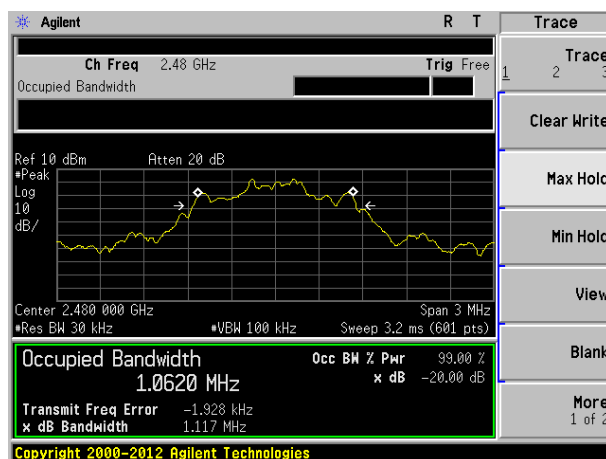 Agilent R T Trace
Ch Freq 2.48 GHz Trig Free
Occupied Bandwidth
Trace
1 2 3
Clear Write
Max Hold
Min Hold
View
Blank
More
1 of 2
Ref 10 dBm Atten 20 dB
#Peak
Log
10
dB/
Center 2.480 000 GHz Span 3 MHz
#Res BW 30 kHz #VBW 100 kHz Sweep 3.2 ms (601 pts)
Occupied Bandwidth Occ BW % Pwr 99.00 %
1.0620 MHz x dB -20.00 dB
Transmit Freq Error -1.928 kHz
x dB Bandwidth 1.117 MHz
Copyright 2000-2012 Agilent Technologies